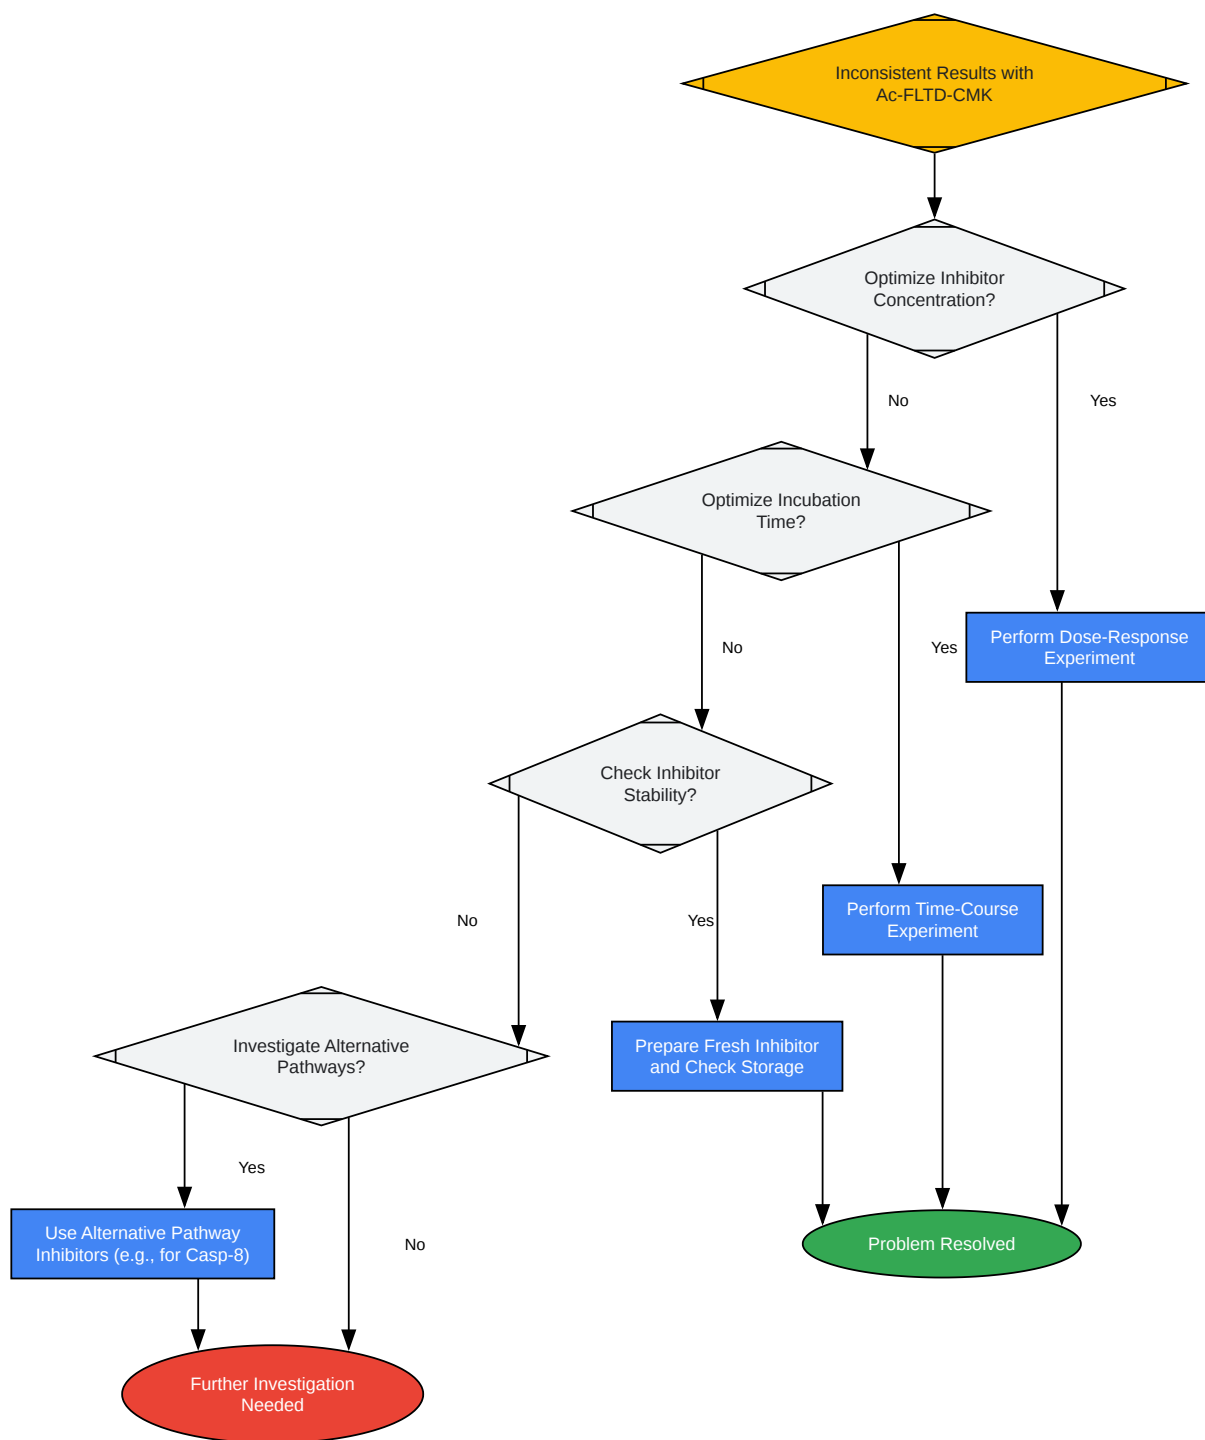 Inconsistent Results with
Ac-FLTD-CMK
Optimize Inhibitor
Concentration?
No
Yes
Optimize Incubation
Time?
No
Yes
Perform Dose-Response
Experiment
Check Inhibitor
Stability?
No
Yes
Perform Time-Course
Experiment
Investigate Alternative
Pathways?
Prepare Fresh Inhibitor
and Check Storage
Yes
No
Use Alternative Pathway
Inhibitors (e.g., for Casp-8)
Problem Resolved
Further Investigation
Needed